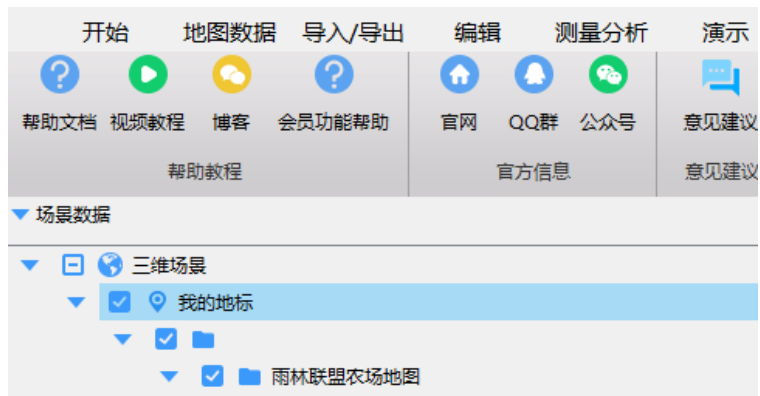 开始 地图数据 导入/导出 编辑 测量分析 演示
帮助文档 视频教程 博客 会员功能帮助 官网 QQ群 公众号 意见建议
帮助教程 官方信息 意见建议
场景数据
三维场景
我的地标
雨林联盟农场地图